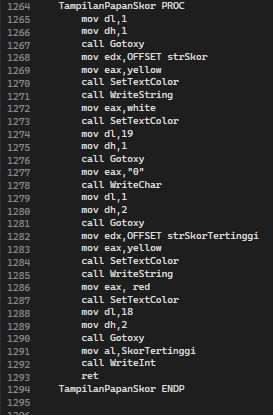 1264 TampilanPapanSkor PROC
1265 mov dl,1
1266 mov dh,1
1267 call Gotoxy
1268 mov edx,OFFSET strSkor
1269 mov eax,yellow
1270 call SetTextColor
1271 call WriteString
1272 mov eax,white
1273 call SetTextColor
1274 mov dl,19
1275 mov dh,1
1276 call Gotoxy
1277 mov eax,"0"
1278 call WriteChar
1279 mov dl,1
1280 mov dh,2
1281 call Gotoxy
1282 mov edx,OFFSET strSkorTertinggi
1283 mov eax,yellow
1284 call SetTextColor
1285 call WriteString
1286 mov eax, red
1287 call SetTextColor
1288 mov dl,18
1289 mov dh,2
1290 call Gotoxy
1291 mov al,SkorTertinggi
1292 call WriteInt
1293 ret
1294 TampilanPapanSkor ENDP
1295